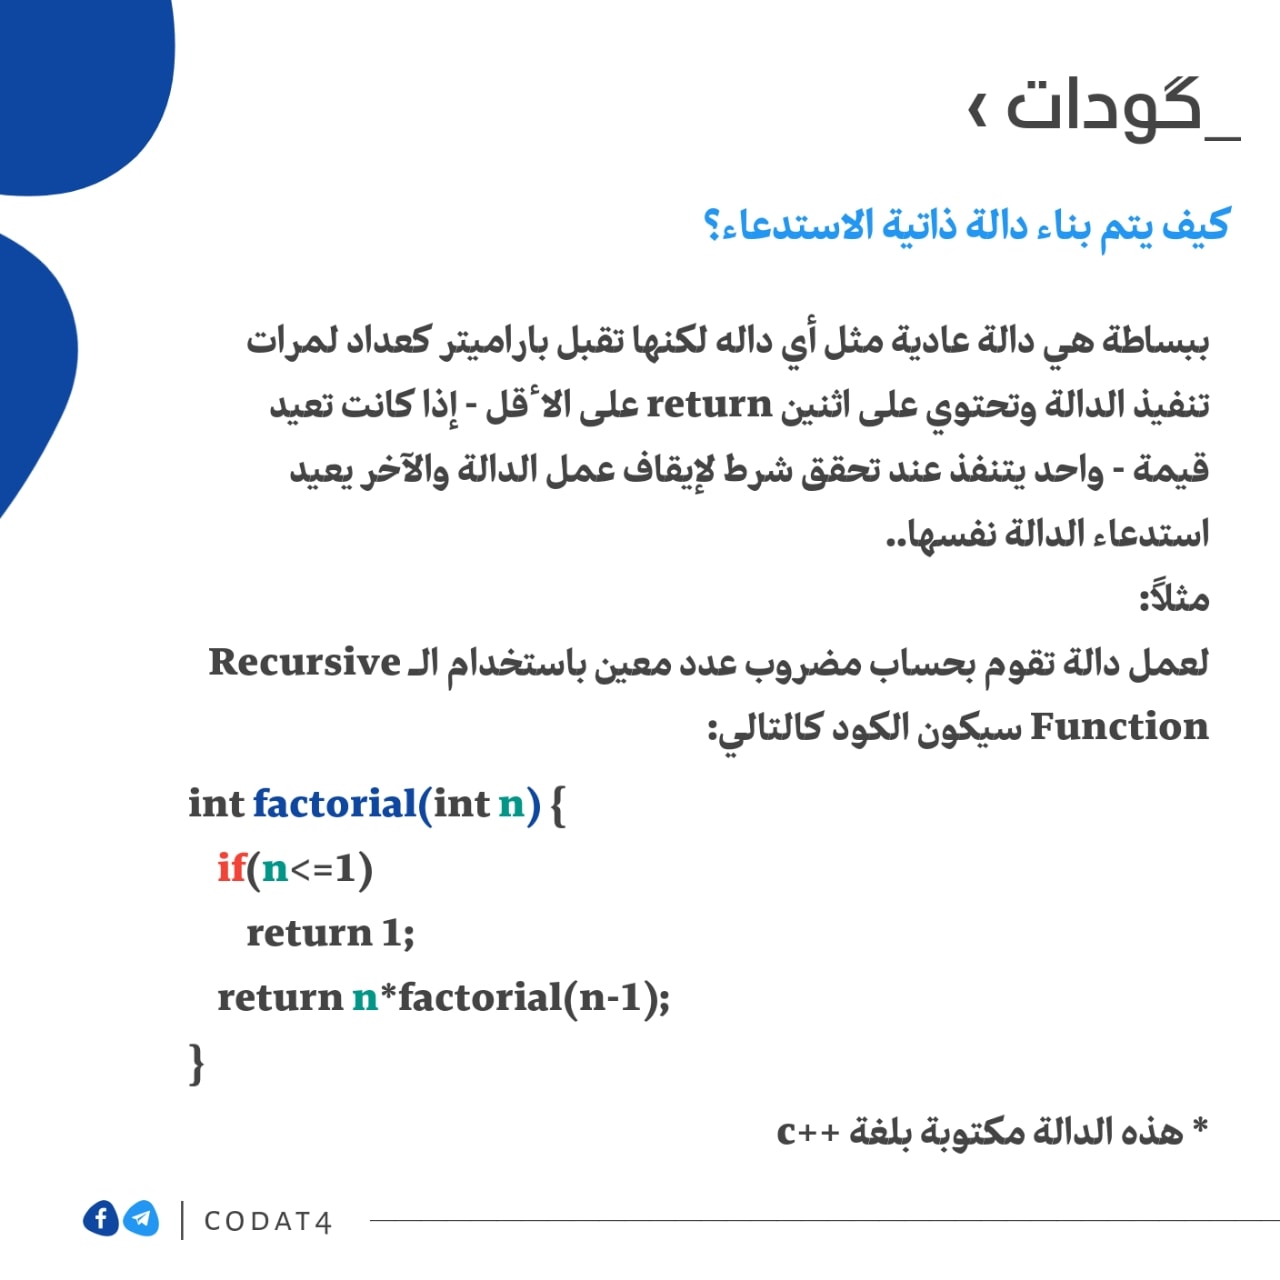 _گودات ›
كيف يتم بناء دالة ذاتية الاستدعاء؟
ببساطة هي دالة عادية مثل أي داله لكنها تقبل باراميتر كعداد لمرات
تنفيذ الدالة وتحتوي على اثنين return على الأقل - إذا كانت تعيد
قيمة - واحد يتنفذ عند تحقق شرط لإيقاف عمل الدالة والآخر يعيد
استدعاء الدالة نفسها..
مثلاً:
لعمل دالة تقوم بحساب مضروب عدد معين باستخدام الـ Recursive
Function سيكون الكود كالتالي:
int factorial(int n) {
if(n<=1)
return 1;
return n*factorial(n-1);
}
* هذه الدالة مكتوبة بلغة c++
CODAT4